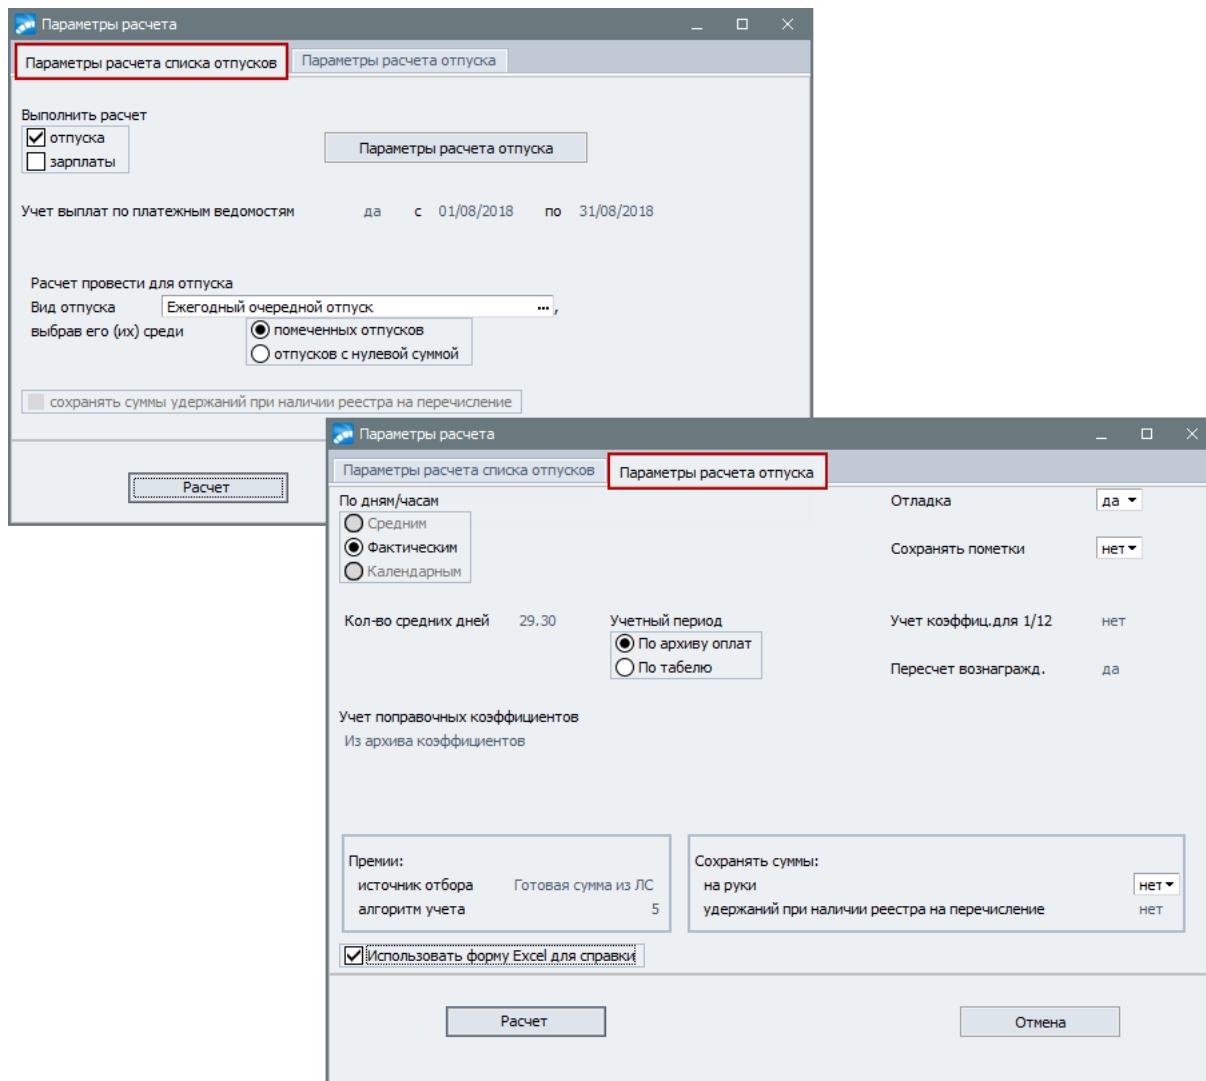 Параметры расчета
Параметры расчета списка отпусков Параметры расчета отпуска
Выполнить расчет
отпуска
зарплаты
Параметры расчета отпуска
Учет выплат по платежным ведомостям да с 01/08/2018 по 31/08/2018
Расчет провести для отпуска
Вид отпуска Ежегодный очередной отпуск ... ,
выбрав его (их) среди помеченных отпусков
отпусков с нулевой суммой
сохранять суммы удержаний при наличии реестра на перечисление
Расчет
Параметры расчета
Параметры расчета списка отпусков Параметры расчета отпуска
По дням/часам
Средним
Фактическим
Календарным
Отладка да
Сохранять пометки нет
Кол-во средних дней 29.30
Учетный период
По архиву оплат
По табелю
Учет коэффиц.для 1/12 нет
Пересчет вознагражд. да
Учет поправочных коэффициентов
Из архива коэффициентов
Премии:
источник отбора Готовая сумма из ЛС
алгоритм учета 5
Сохранять суммы:
на руки нет
удержаний при наличии реестра на перечисление нет
Использовать форму Excel для справки
Расчет Отмена